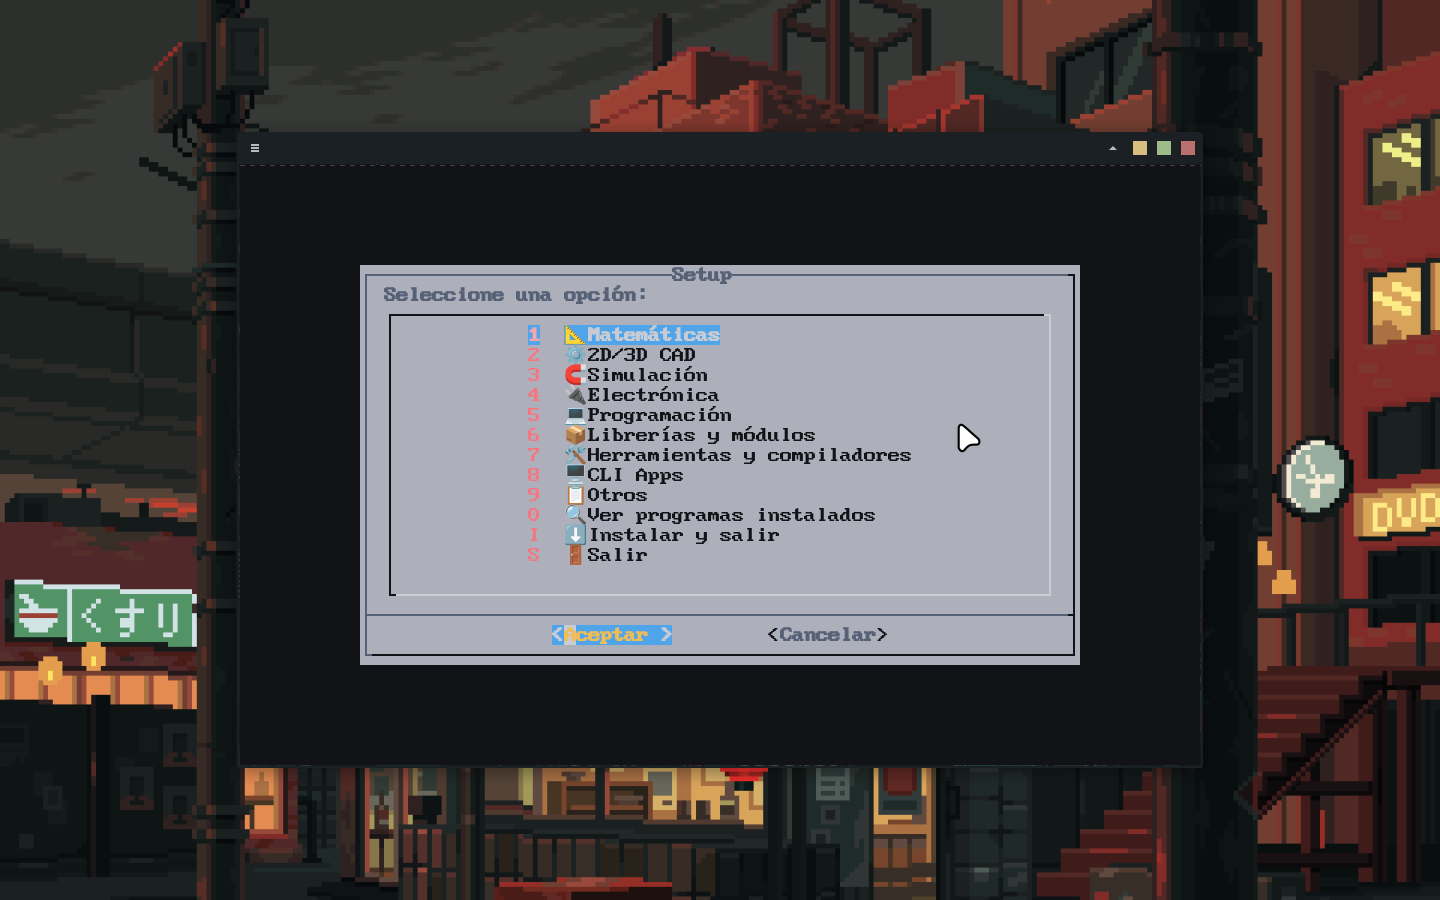 Setup
Seleccione una opción:
1 📐Matemáticas
2 ⚙️2D/3D CAD
3 🧲Simulación
4 🔌Electrónica
5 💻Programación
6 📦Librerías y módulos
7 🛠️Herramientas y compiladores
8 🖥️CLI Apps
9 📋Otros
0 🔍Ver programas instalados
I ⬇️Instalar y salir
S 🚪Salir
<Aceptar > <Cancelar>
DVD
くすり